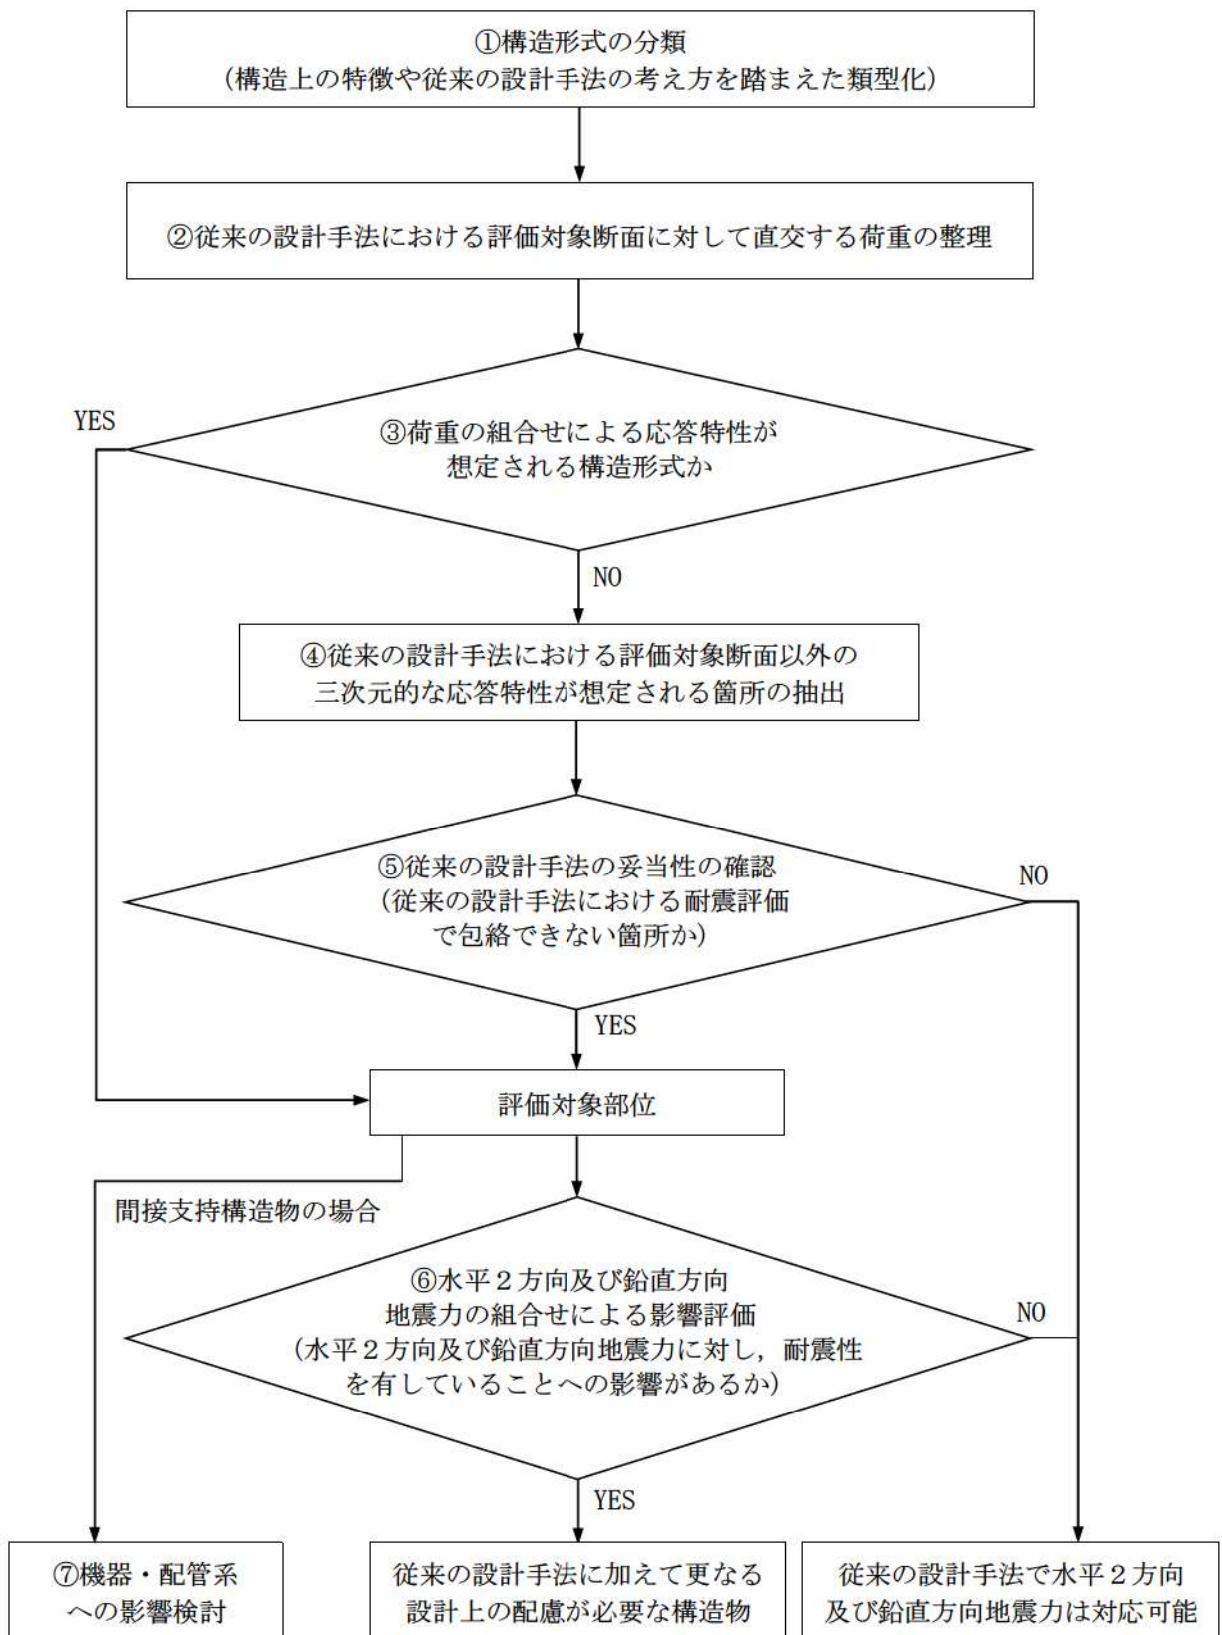 ①構造形式の分類
（構造上の特徴や従来の設計手法の考え方を踏まえた類型化）
②従来の設計手法における評価対象断面に対して直交する荷重の整理
YES
③荷重の組合せによる応答特性が
想定される構造形式か
NO
④従来の設計手法における評価対象断面以外の
三次元的な応答特性が想定される箇所の抽出
⑤従来の設計手法の妥当性の確認
（従来の設計手法における耐震評価
で包絡できない箇所か）
NO
YES
評価対象部位
間接支持構造物の場合
⑥水平２方向及び鉛直方向
地震力の組合せによる影響評価
（水平２方向及び鉛直方向地震力に対し，耐震性
を有していることへの影響があるか）
NO
YES
⑦機器・配管系
への影響検討
従来の設計手法に加えて更なる
設計上の配慮が必要な構造物
従来の設計手法で水平２方向
及び鉛直方向地震力は対応可能